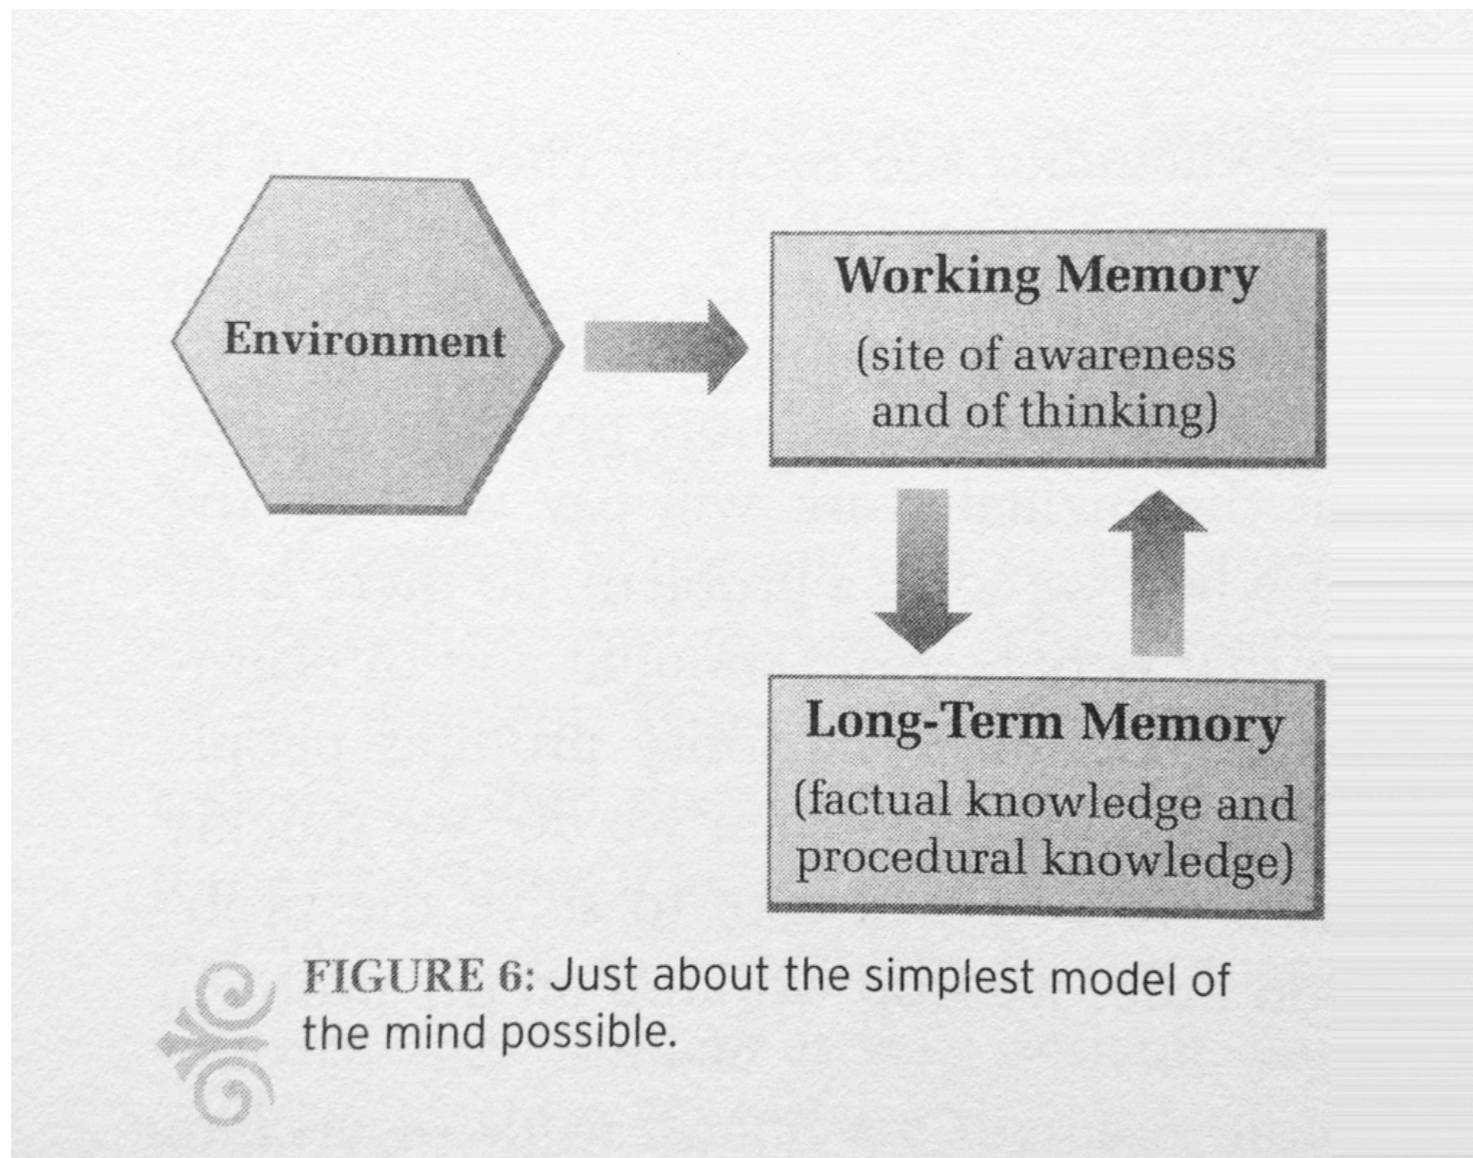 Environment
Working Memory
(site of awareness
and of thinking)
Long-Term Memory
(factual knowledge and
procedural knowledge)
FIGURE 6: Just about the simplest model of
the mind possible.